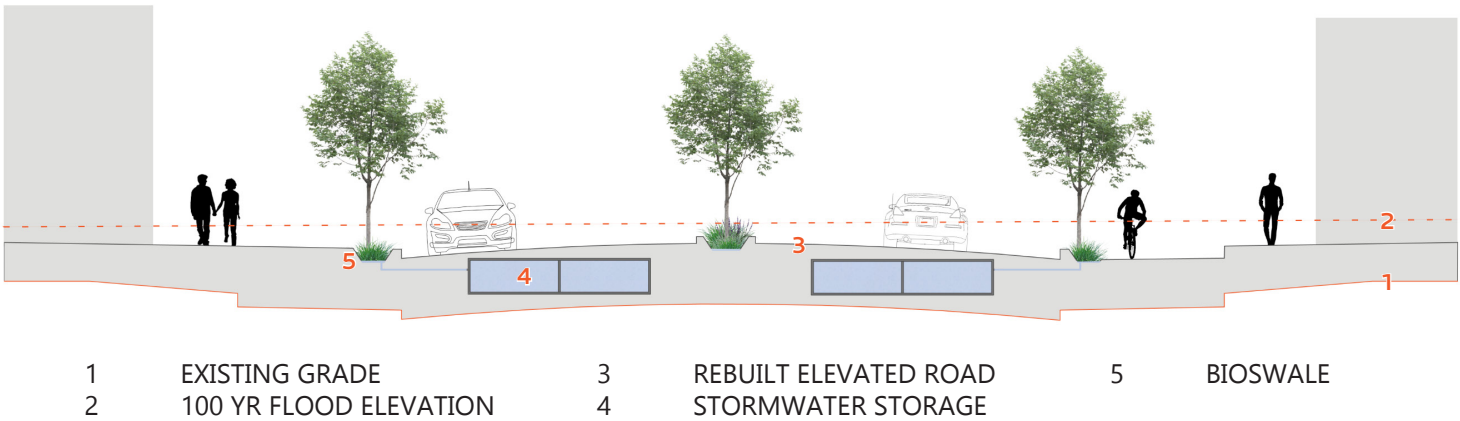 2
3
5
4
1
1 EXISTING GRADE 3 REBUILT ELEVATED ROAD 5 BIOSWALE
2 100 YR FLOOD ELEVATION 4 STORMWATER STORAGE